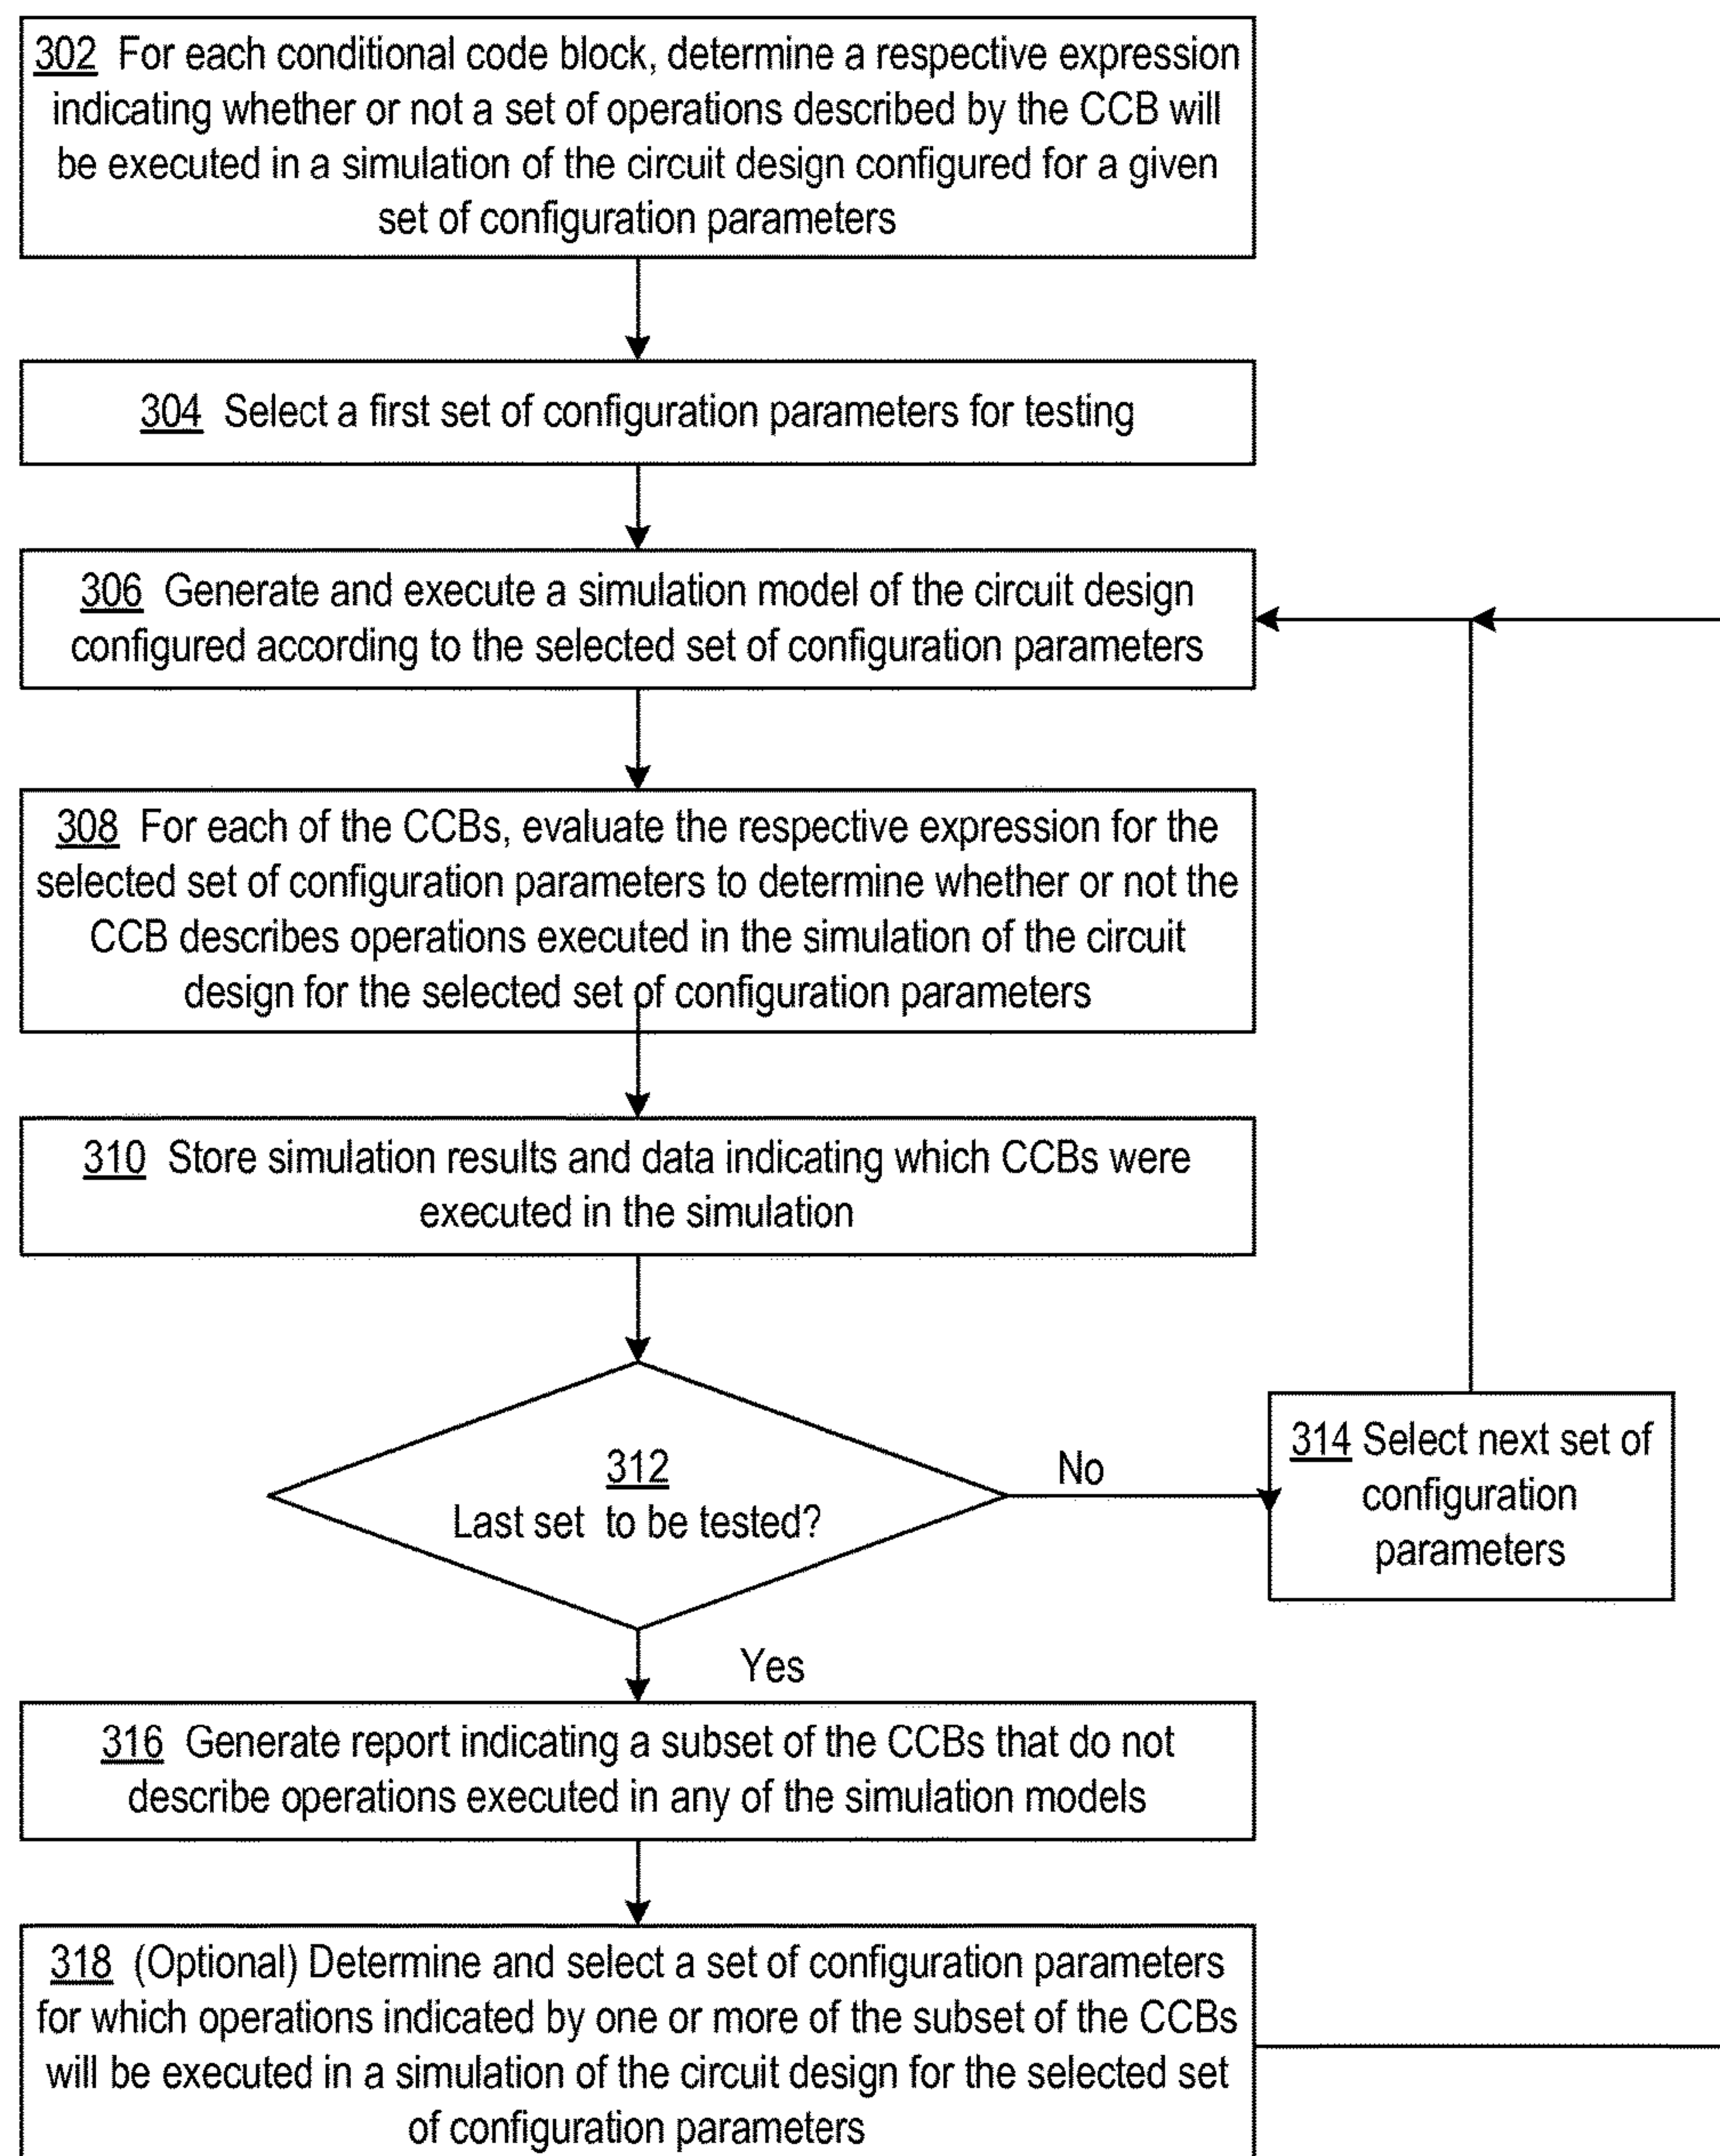 302 For each conditional code block, determine a respective expression
indicating whether or not a set of operations described by the CCB will
be executed in a simulation of the circuit design configured for a given
set of configuration parameters
304 Select a first set of configuration parameters for testing
306 Generate and execute a simulation model of the circuit design
configured according to the selected set of configuration parameters
308 For each of the CCBs, evaluate the respective expression for the
selected set of configuration parameters to determine whether or not the
CCB describes operations executed in the simulation of the circuit
design for the selected set of configuration parameters
310 Store simulation results and data indicating which CCBs were
executed in the simulation
312
Last set to be tested?
No
314 Select next set of
configuration
parameters
Yes
316 Generate report indicating a subset of the CCBs that do not
describe operations executed in any of the simulation models
318 (Optional) Determine and select a set of configuration parameters
for which operations indicated by one or more of the subset of the CCBs
will be executed in a simulation of the circuit design for the selected set
of configuration parameters